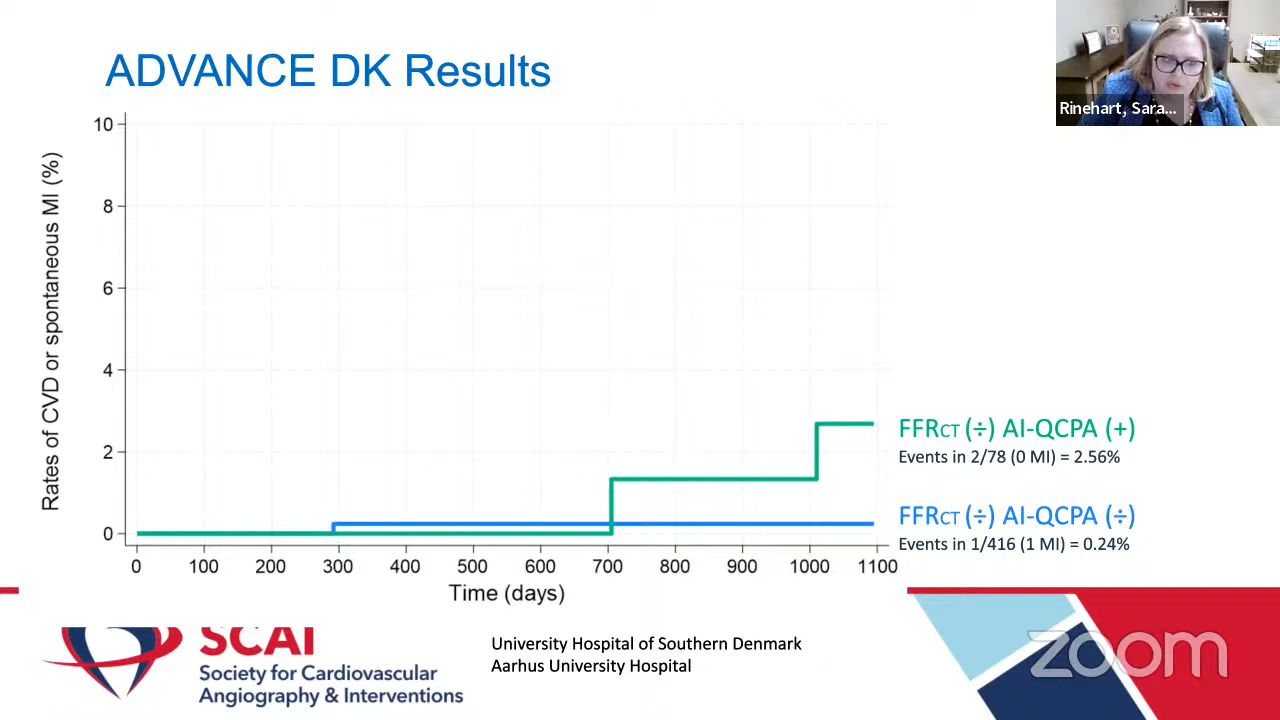 ADVANCE DK Results
Rinehart, Sara...
Rates of CVD or spontaneous MI (%)
10
8
6
4
2
0
0 100 200 300 400 500 600 700 800 900 1000 1100
Time (days)
FFRCT (÷) AI-QCPA (+)
Events in 2/78 (0 MI) = 2.56%
FFRCT (÷) AI-QCPA (÷)
Events in 1/416 (1 MI) = 0.24%
SCAI
Society for Cardiovascular
Angiography & Interventions
University Hospital of Southern Denmark
Aarhus University Hospital
zoom